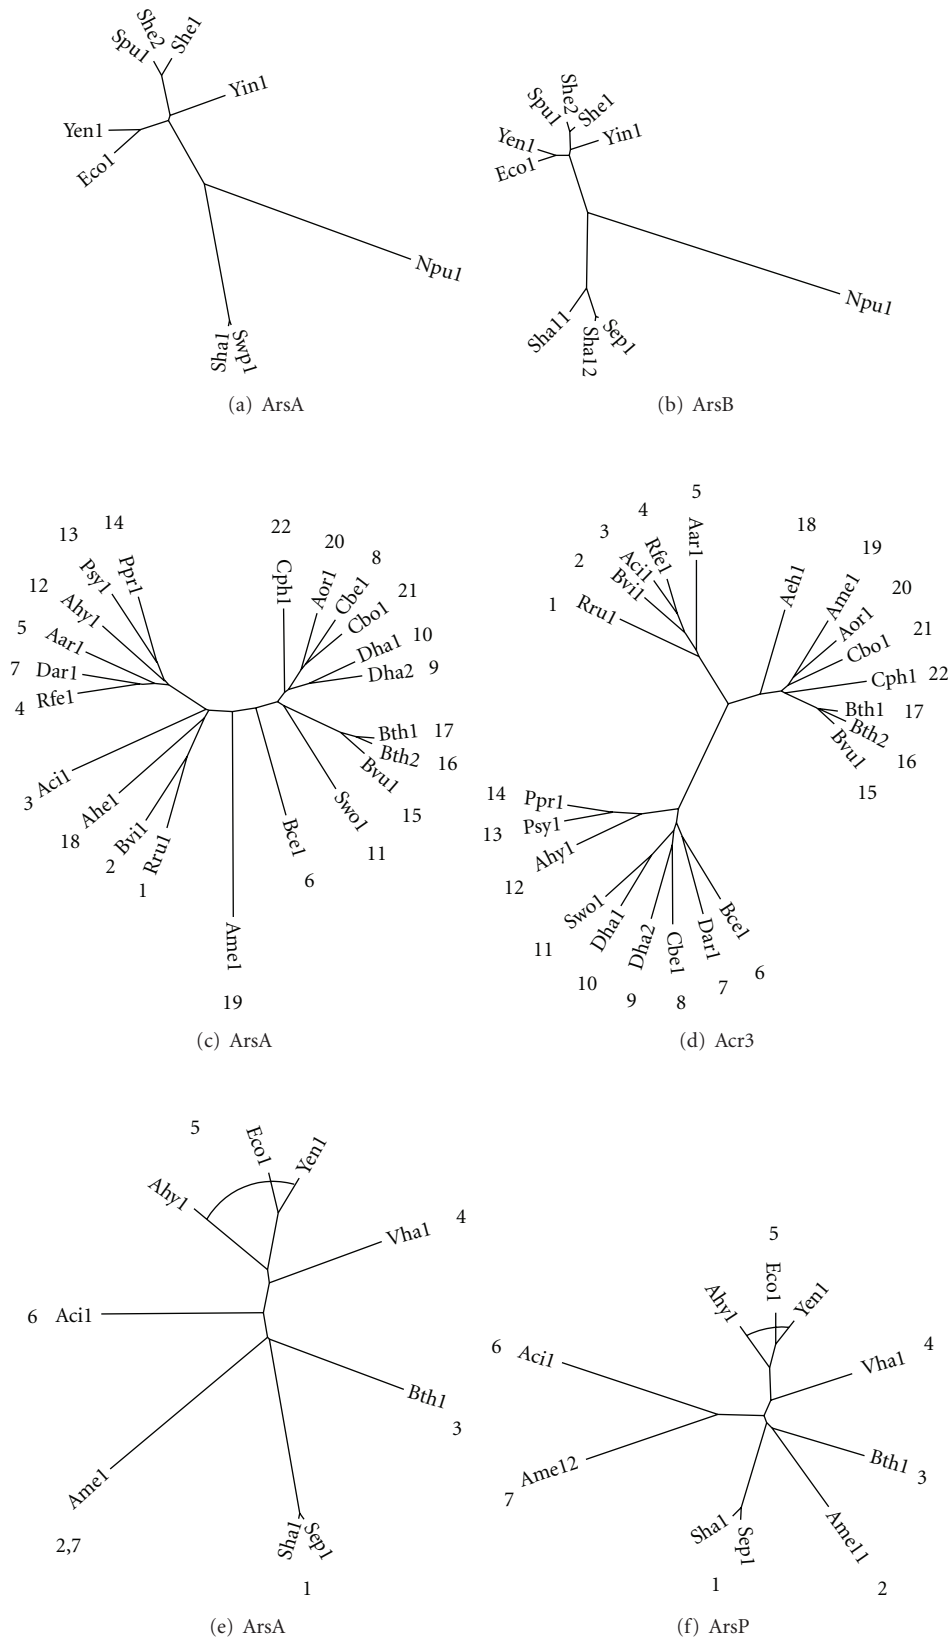 She2
She1
Spu1
Yin1
Yen1
Eco1
Npu1
Sha1
Swp1
(a) ArsA
She2
She1
Spu1
Yin1
Yen1
Eco1
Npu1
Sha11
Sha12
Sep1
(b) ArsB
13
14
22
20
8
12
21
5
10
7
9
4
17
16
3
15
18
11
2
6
1
19
Psy1
Ppr1
Cph1
Aor1
Cbe1
Ahy1
Cbo1
Aar1
Dha1
Dar1
Dha2
Rfe1
Bth1
Bth2
Bvu1
Aci1
Ahe1
Swo1
Bvi1
Rru1
Bce1
Ame1
(c) ArsA
5
4
18
3
19
2
20
1
21
22
17
16
15
14
13
12
11
10
9
8
7
6
Aar1
Rfe1
Aci1
Bvi1
Rru1
Aeh1
Ame1
Aor1
Cbo1
Cph1
Bth1
Bth2
Bvu1
Ppr1
Psy1
Ahy1
Swo1
Dha1
Dha2
Cbe1
Dar1
Bce1
(d) Acr3
5
Eco1
Yen1
Ahy1
Vha1
4
6 Aci1
Bth1
3
Ame1
2,7
Sha1
Sep1
1
(e) ArsA
5
Eco1
Ahy1
Yen1
6 Aci1
Vha1
4
Ame12
7
Bth1
3
Sha1
Sep1
1
Ame11
2
(f) ArsP